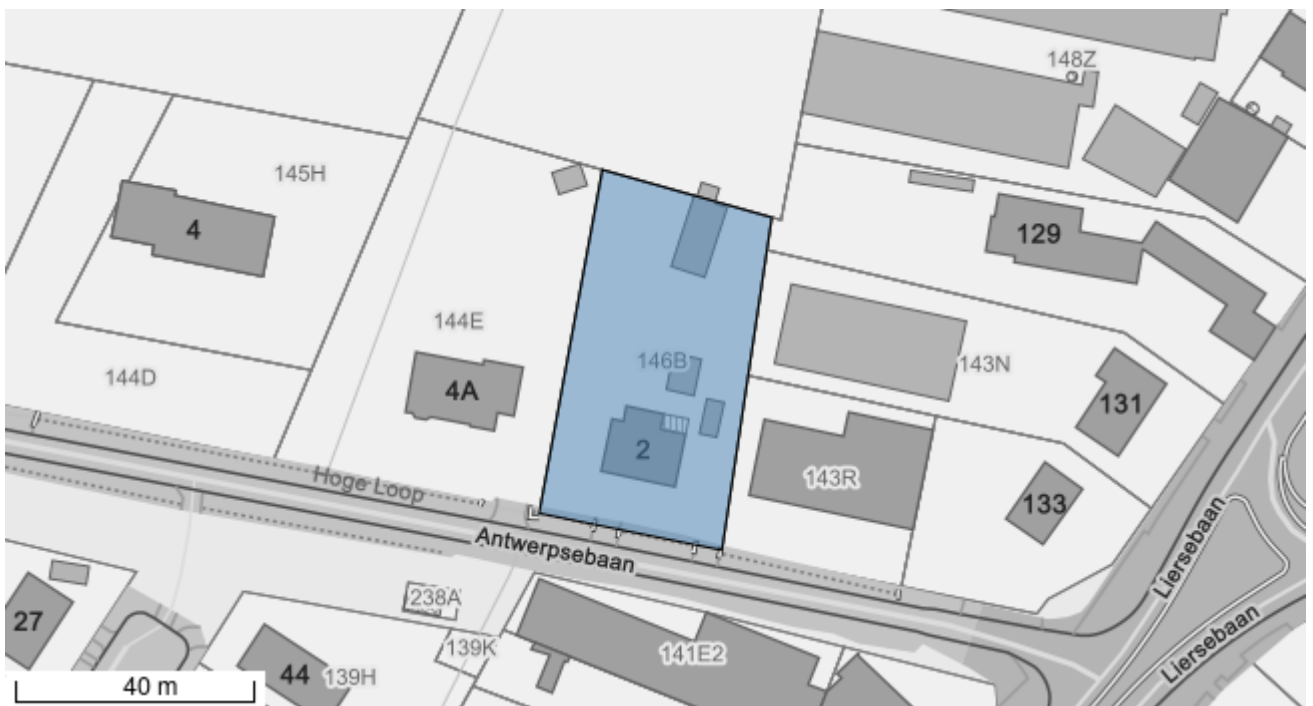 148Z
145H
4
129
144E
146B
143N
144D
4A
131
2
143R
133
Hoge Loop
Antwerpsebaan
Liersebaan
Liersebaan
238A
27
139K
141E2
44
139H
40 m